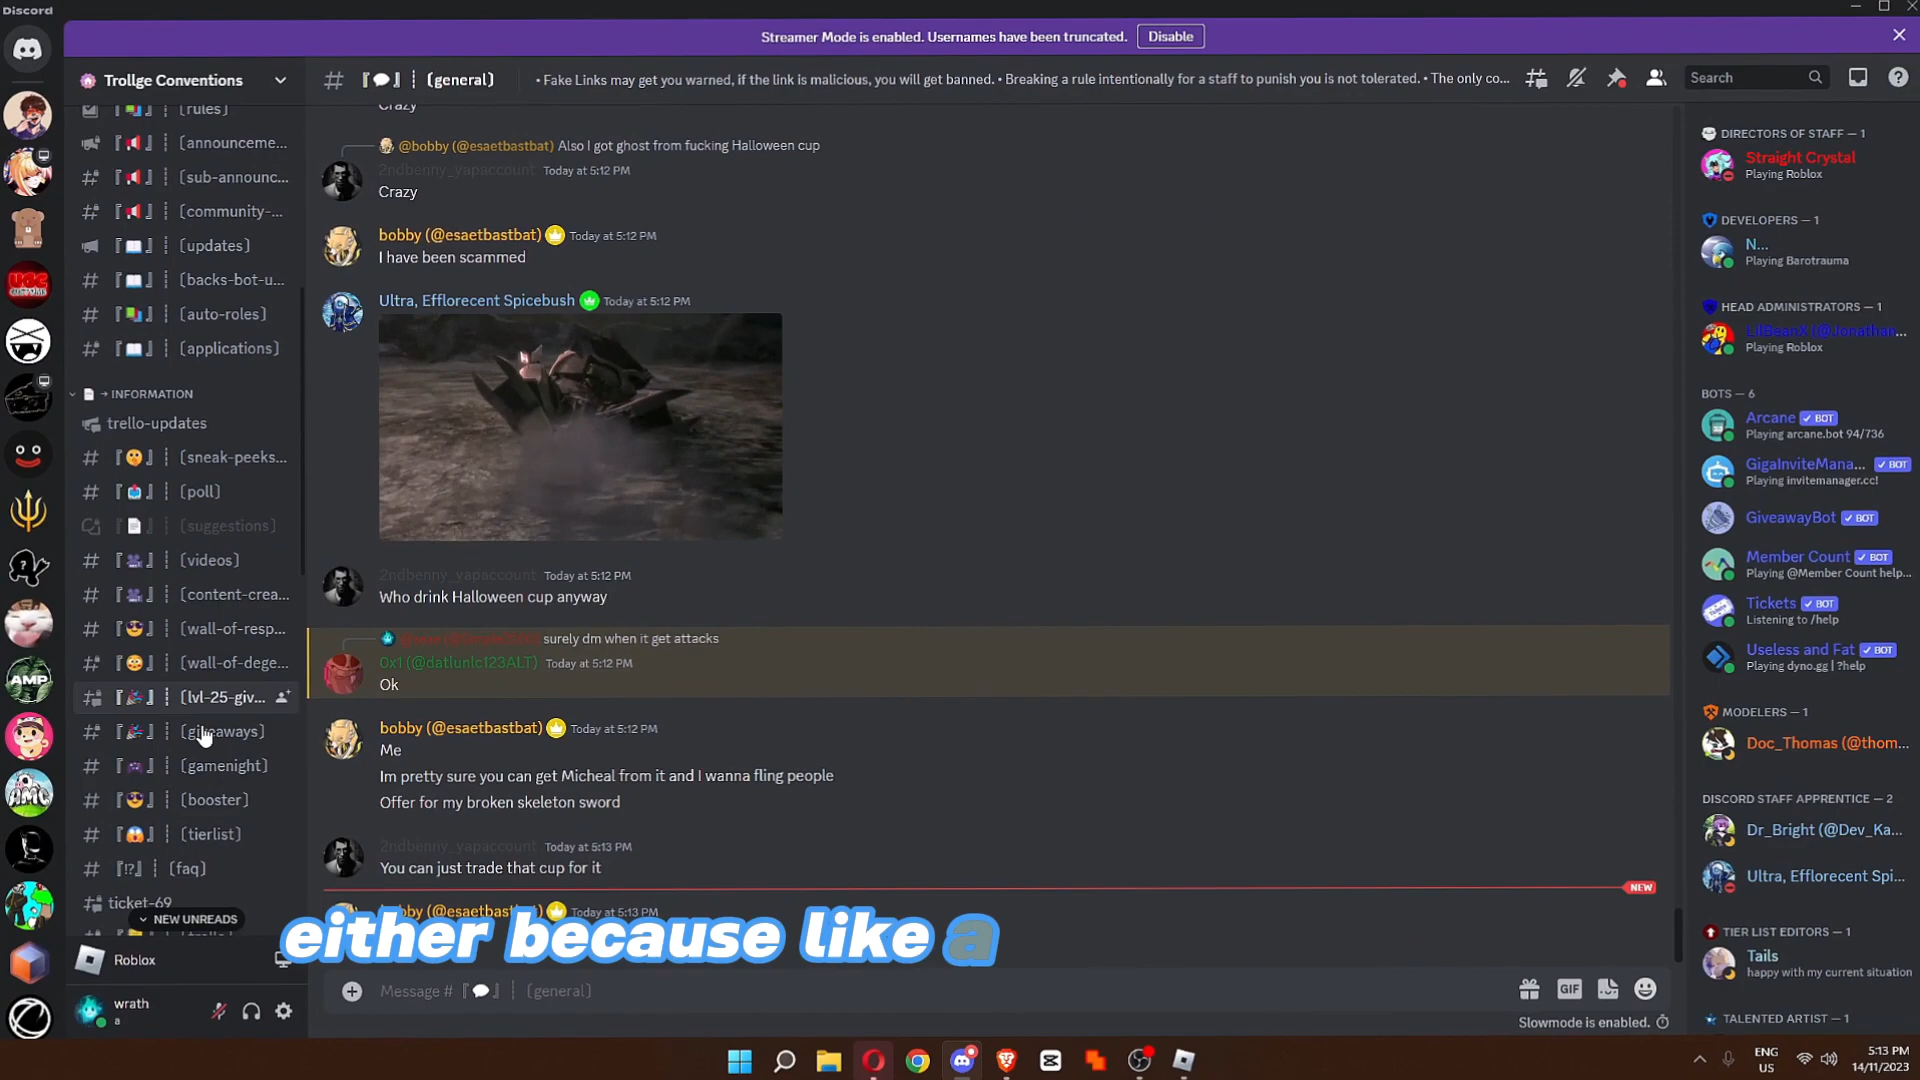 Discord
Streamer Mode is enabled. Usernames have been truncated.
Disable
Trollge Conventions
『💬』┊ (general)
• Fake Links may get you warned, if the link is malicious, you will get banned. • Breaking a rule intentionally for a staff to punish you is not tolerated. • The only co...
Search
(rules)
(announceme...
(sub-announc...
(community-...
(updates)
(backs-bot-u...
(auto-roles)
(applications)
INFORMATION
trello-updates
(sneak-peeks...
(poll)
(suggestions)
(videos)
(content-crea...
(wall-of-resp...
(wall-of-dege...
(lvl-25-giv...
(giveaways)
(gamenight)
(booster)
(tierlist)
(faq)
ticket-69
NEW UNREADS
Roblox
wrath
a
Crazy
@bobby (@esaetbastbat) Also I got ghost from fucking Halloween cup
2ndbenny_yapaccount Today at 5:12 PM
Crazy
bobby (@esaetbastbat) Today at 5:12 PM
I have been scammed
Ultra, Efflorecent Spicebush Today at 5:12 PM
2ndbenny_yapaccount Today at 5:12 PM
Who drink Halloween cup anyway
surely dm when it get attacks
0x1 (@datlunlc123ALT) Today at 5:12 PM
Ok
bobby (@esaetbastbat) Today at 5:12 PM
Me
Im pretty sure you can get Micheal from it and I wanna fling people
Offer for my broken skeleton sword
2ndbenny_yapaccount Today at 5:13 PM
You can just trade that cup for it
NEW
bobby (@esaetbastbat) Today at 5:13 PM
either because like a
Message # 『💬』┊ (general)
GIF
Slowmode is enabled.
DIRECTORS OF STAFF — 1
Straight Crystal
Playing Roblox
DEVELOPERS — 1
N...
Playing Barotrauma
HEAD ADMINISTRATORS — 1
LilBeanX (@Jonathan...
Playing Roblox
BOTS — 6
Arcane ✓ BOT
Playing arcane.bot 94/736
GigaInviteMana... ✓ BOT
Playing invitemanager.cc!
GiveawayBot ✓ BOT
Member Count ✓ BOT
Playing @Member Count help...
Tickets ✓ BOT
Listening to /help
Useless and Fat ✓ BOT
Playing dyno.gg | ?help
MODELERS — 1
Doc_Thomas (@thom...
DISCORD STAFF APPRENTICE — 2
Dr_Bright (@Dev_Ka...
Ultra, Efflorecent Spi...
TIER LIST EDITORS — 1
Tails
happy with my current situation
TALENTED ARTIST — 1
ENG
US
5:13 PM
14/11/2023